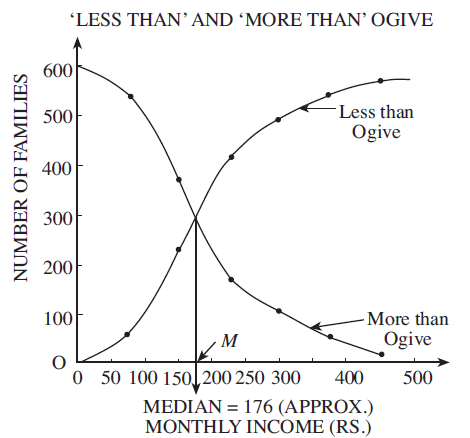 ‘LESS THAN’ AND ‘MORE THAN’ OGIVE
NUMBER OF FAMILIES
600
500
400
300
200
100
O
Less than
Ogive
More than
Ogive
M
0 50 100 150 200 250 300 400 500
MEDIAN = 176 (APPROX.)
MONTHLY INCOME (RS.)